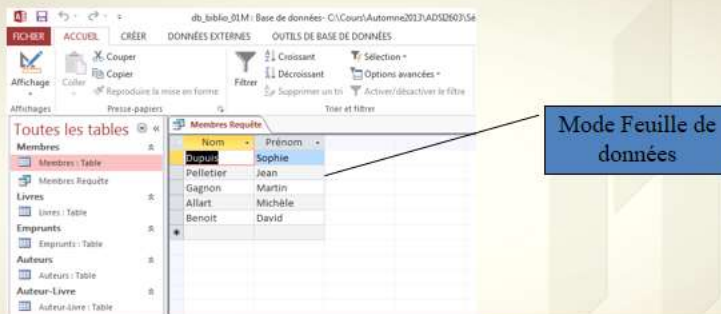 db_biblio_01M : Base de données- C:\Cours\Automne2013\ADSI2603\Sé
FICHIER ACCUEIL CRÉER DONNÉES EXTERNES OUTILS DE BASE DE DONNÉES
Affichage
Affichages
Coller
Couper
Copier
Reproduire la mise en forme
Presse-papiers
Filtrer
Croissant
Décroissant
Supprimer un tri
Sélection
Options avancées
Activer/désactiver le filtre
Trier et filtrer
Toutes les tables
Membres
Membres : Table
Membres Requête
Livres
Livres : Table
Emprunts
Emprunts : Table
Auteurs
Auteurs : Table
Auteur-Livre
Auteur-Livre : Table
Membres Requête
Nom Prénom
Dupuis Sophie
Pelletier Jean
Gagnon Martin
Allart Michèle
Benoit David
Mode Feuille de
données